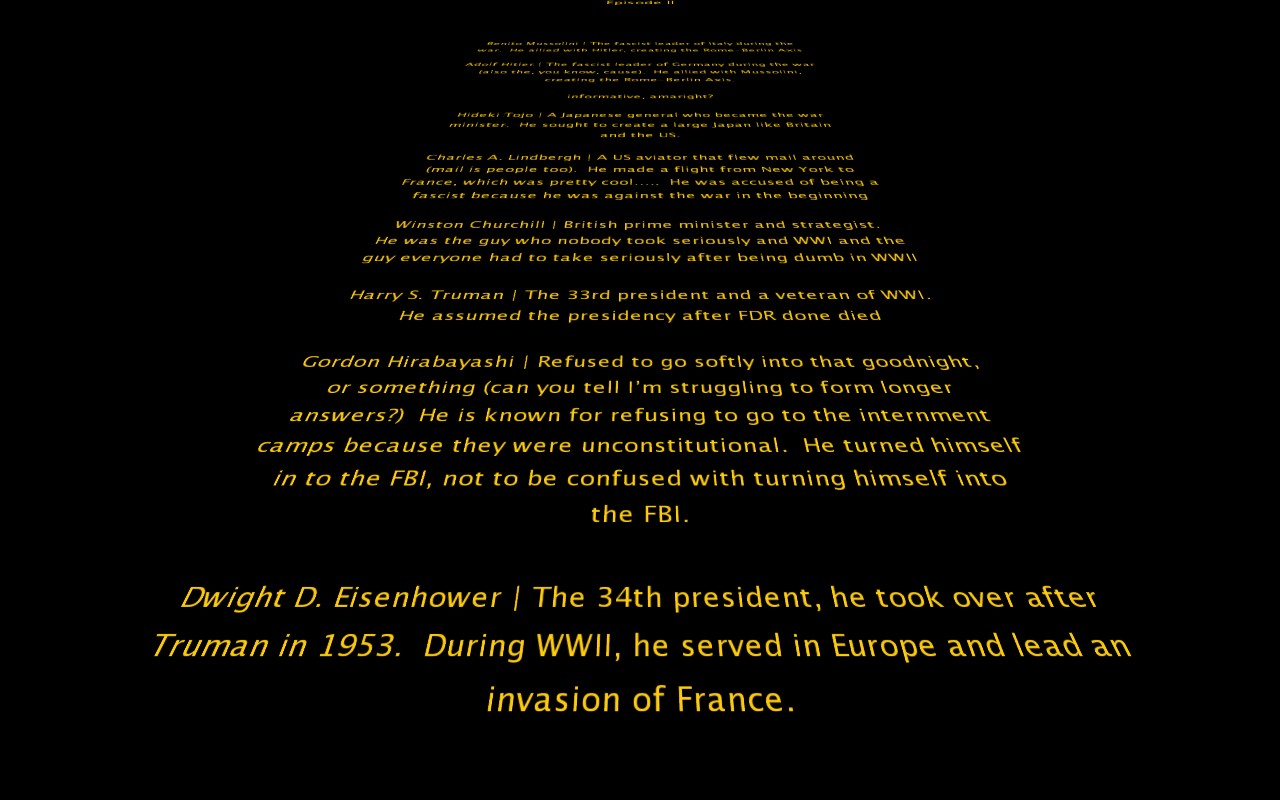 Episode II
Benito Mussolini | The fascist leader of Italy during the
war. He allied with Hitler, creating the Rome Berlin Axis
Adolf Hitler | The fascist leader of Germany during the war
(also the, you know, cause). He allied with Mussolini,
creating the Rome Berlin Axis
informative, amaright?
Hideki Tojo | A Japanese general who became the war
minister. He sought to create a large Japan like Britain
and the US.
Charles A. Lindbergh | A US aviator that flew mail around
(mail is people too). He made a flight from New York to
France, which was pretty cool..... He was accused of being a
fascist because he was against the war in the beginning
Winston Churchill | British prime minister and strategist.
He was the guy who nobody took seriously and WWI and the
guy everyone had to take seriously after being dumb in WWII
Harry S. Truman | The 33rd president and a veteran of WWI.
He assumed the presidency after FDR done died
Gordon Hirabayashi | Refused to go softly into that goodnight,
or something (can you tell I'm struggling to form longer
answers?) He is known for refusing to go to the internment
camps because they were unconstitutional. He turned himself
in to the FBI, not to be confused with turning himself into
the FBI.
Dwight D. Eisenhower | The 34th president, he took over after
Truman in 1953. During WWII, he served in Europe and lead an
invasion of France.